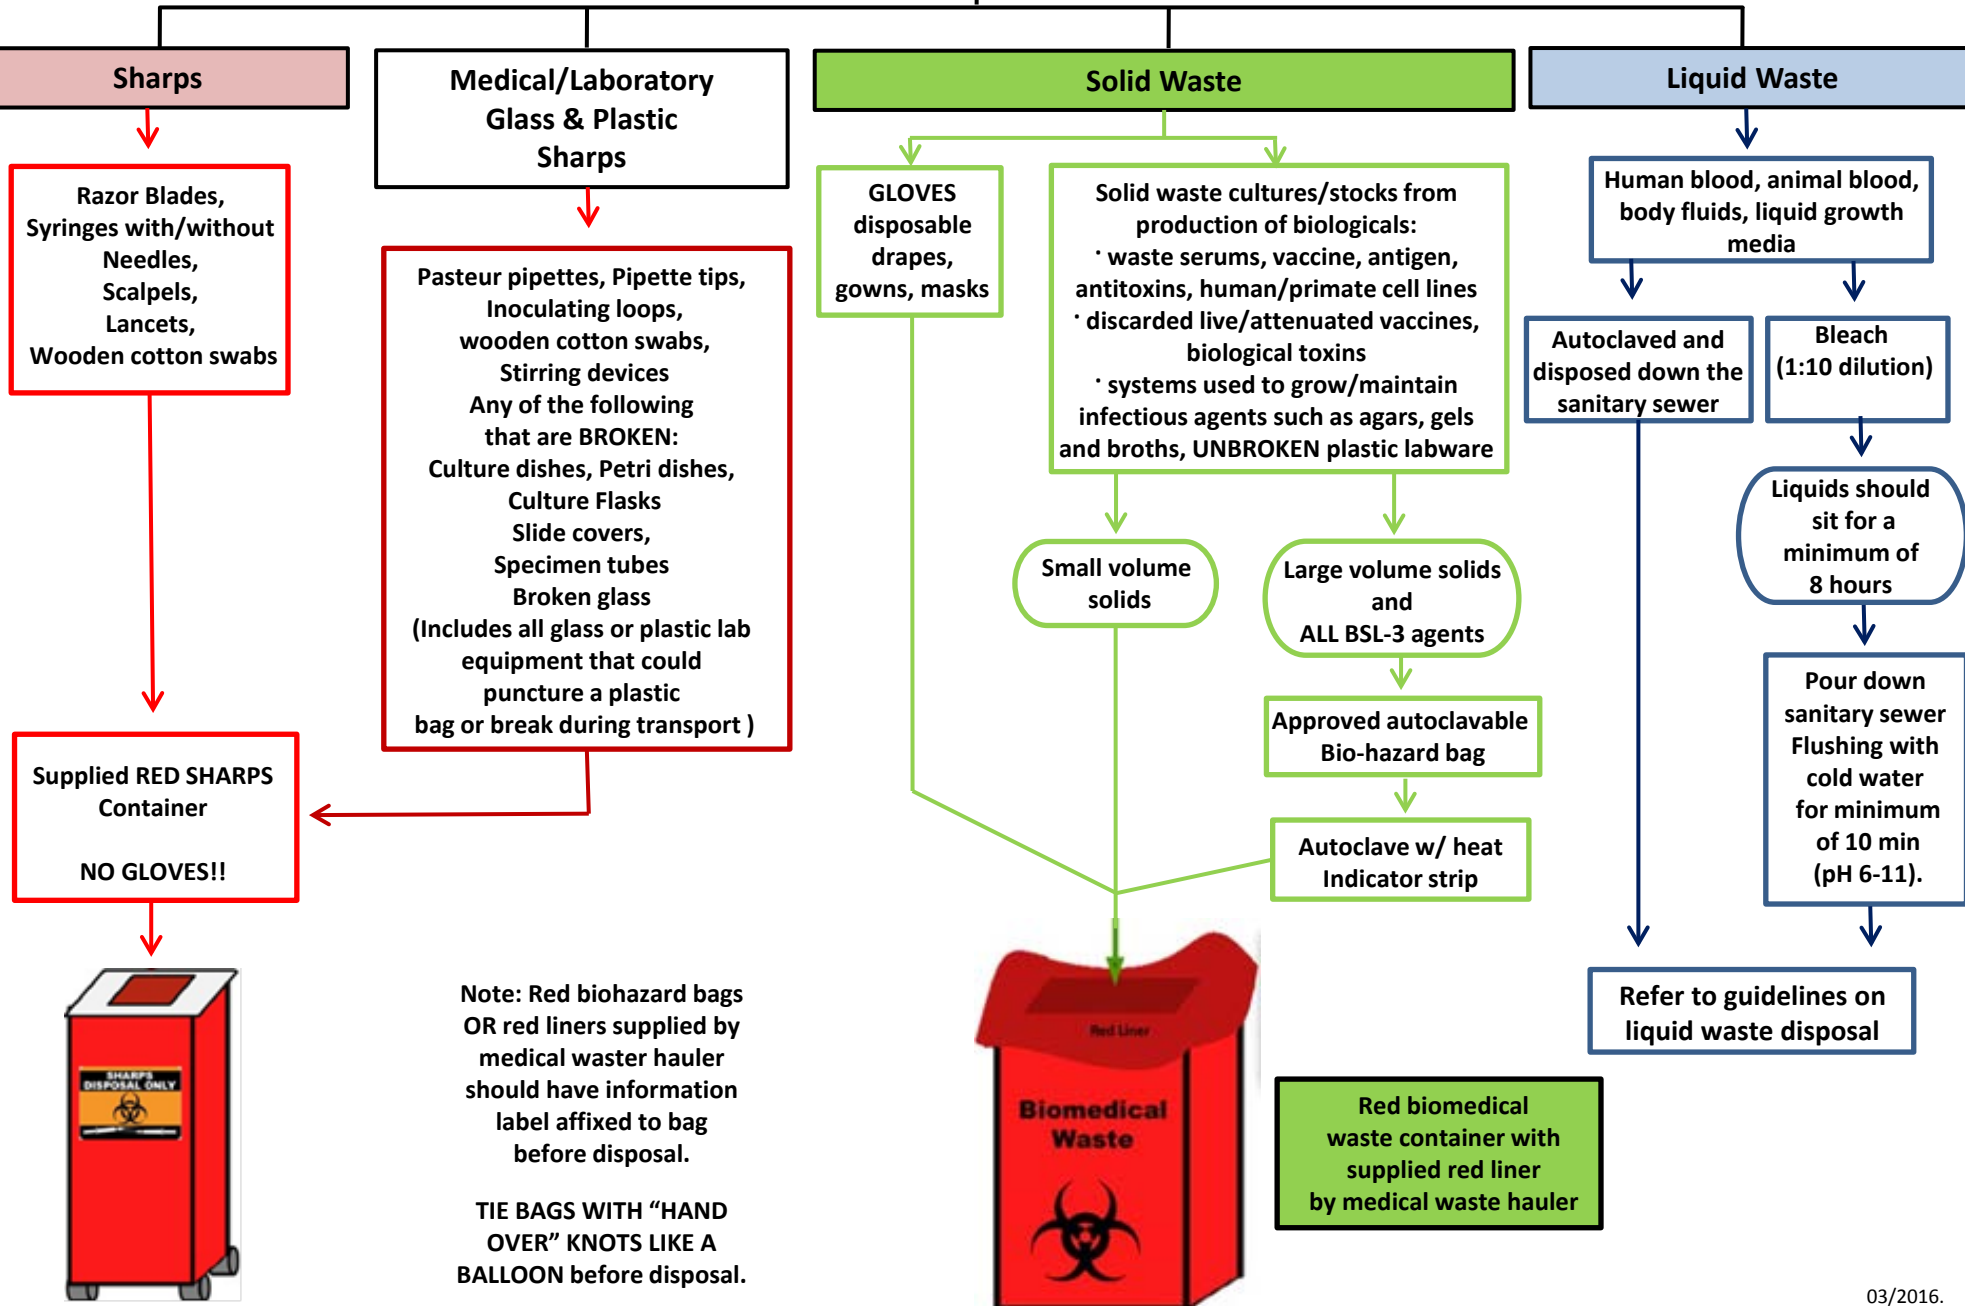 Sharps
Razor Blades,
Syringes with/without
Needles,
Scalpels,
Lancets,
Wooden cotton swabs
Supplied RED SHARPS
Container
NO GLOVES!!
SHARPS
DISPOSAL ONLY
Medical/Laboratory
Glass & Plastic
Sharps
Pasteur pipettes, Pipette tips,
Inoculating loops,
wooden cotton swabs,
Stirring devices
Any of the following
that are BROKEN:
Culture dishes, Petri dishes,
Culture Flasks
Slide covers,
Specimen tubes
Broken glass
(Includes all glass or plastic lab
equipment that could
puncture a plastic
bag or break during transport )
Note: Red biohazard bags
OR red liners supplied by
medical waster hauler
should have information
label affixed to bag
before disposal.
TIE BAGS WITH “HAND
OVER” KNOTS LIKE A
BALLOON before disposal.
Solid Waste
GLOVES
disposable
drapes,
gowns, masks
Solid waste cultures/stocks from
production of biologicals:
· waste serums, vaccine, antigen,
antitoxins, human/primate cell lines
· discarded live/attenuated vaccines,
biological toxins
· systems used to grow/maintain
infectious agents such as agars, gels
and broths, UNBROKEN plastic labware
Small volume
solids
Large volume solids
and
ALL BSL-3 agents
Approved autoclavable
Bio-hazard bag
Autoclave w/ heat
Indicator strip
Red Liner
Biomedical
Waste
Red biomedical
waste container with
supplied red liner
by medical waste hauler
Liquid Waste
Human blood, animal blood,
body fluids, liquid growth
media
Autoclaved and
disposed down the
sanitary sewer
Bleach
(1:10 dilution)
Liquids should
sit for a
minimum of
8 hours
Pour down
sanitary sewer
Flushing with
cold water
for minimum
of 10 min
(pH 6-11).
Refer to guidelines on
liquid waste disposal
03/2016.